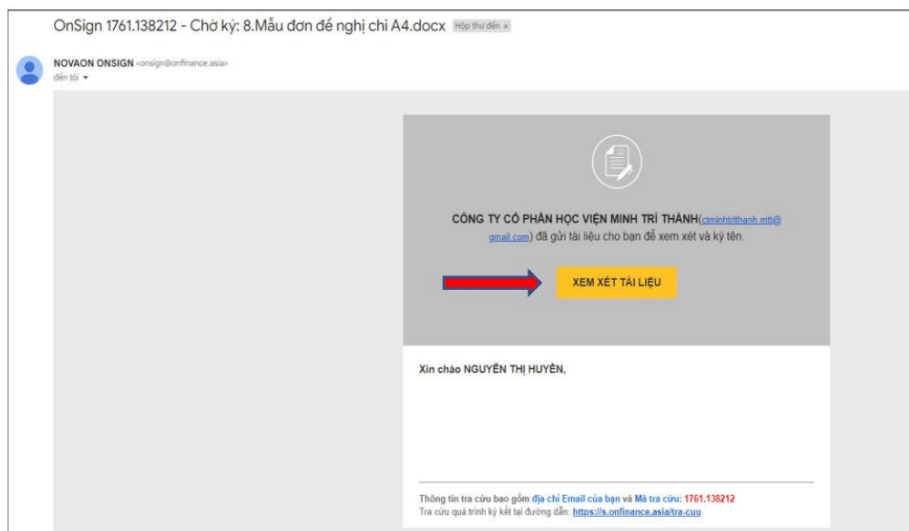 OnSign 1761.138212 - Chờ ký: 8.Mẫu đơn đề nghị chi A4.docx Hộp thư đến x
NOVAON ONSIGN <onsign@onfinance.asia>
đến tôi
CÔNG TY CỔ PHẦN HỌC VIỆN MINH TRÍ THÀNH(ctminhtrithanh.mtt@
gmail.com) đã gửi tài liệu cho bạn để xem xét và ký tên.
XEM XÉT TÀI LIỆU
Xin chào NGUYỄN THỊ HUYỀN,
Thông tin tra cứu bao gồm địa chỉ Email của bạn và Mã tra cứu: 1761.138212
Tra cứu quá trình ký kết tại đường dẫn: https://s.onfinance.asia/tra-cuu